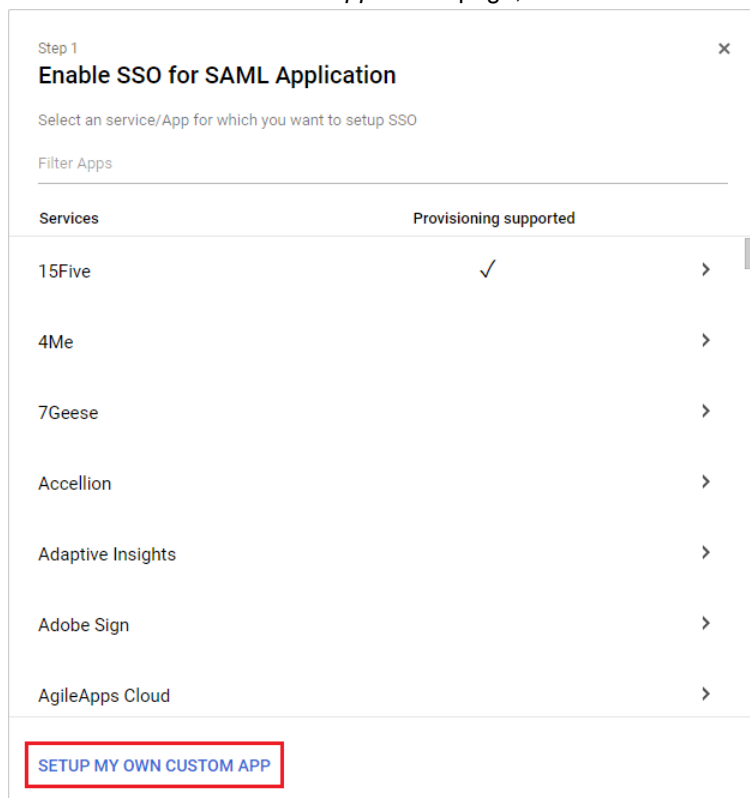 Step 1
Enable SSO for SAML Application
Select an service/App for which you want to setup SSO
Filter Apps
Services Provisioning supported
15Five
4Me
7Geese
Accellion
Adaptive Insights
Adobe Sign
AgileApps Cloud
SETUP MY OWN CUSTOM APP